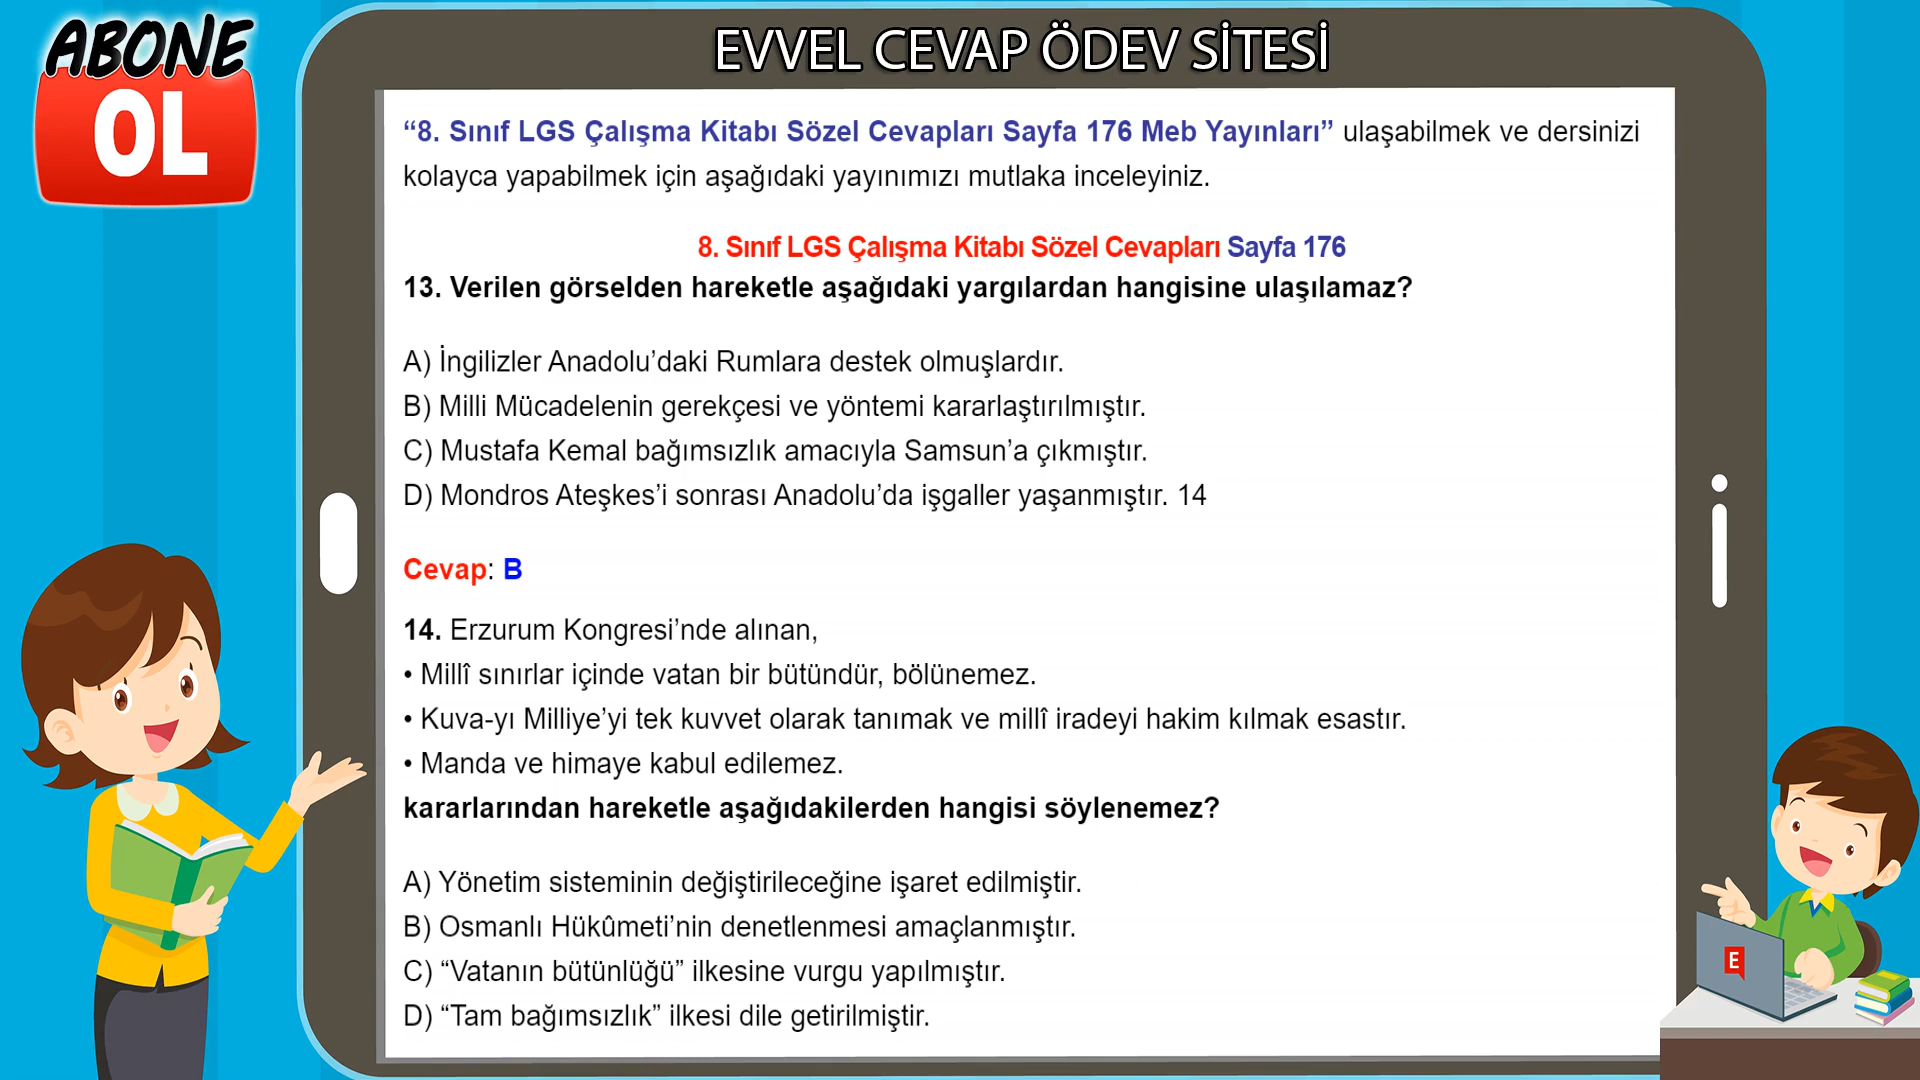 ABONE
OL
EVVEL CEVAP ÖDEV SİTESİ
“8. Sınıf LGS Çalışma Kitabı Sözel Cevapları Sayfa 176 Meb Yayınları” ulaşabilmek ve dersinizi
kolayca yapabilmek için aşağıdaki yayınımızı mutlaka inceleyiniz.
8. Sınıf LGS Çalışma Kitabı Sözel Cevapları Sayfa 176
13. Verilen görselden hareketle aşağıdaki yargılardan hangisine ulaşılamaz?
A) İngilizler Anadolu’daki Rumlara destek olmuşlardır.
B) Milli Mücadelenin gerekçesi ve yöntemi kararlaştırılmıştır.
C) Mustafa Kemal bağımsızlık amacıyla Samsun’a çıkmıştır.
D) Mondros Ateşkes’i sonrası Anadolu’da işgaller yaşanmıştır. 14
Cevap: B
14. Erzurum Kongresi’nde alınan,
• Millî sınırlar içinde vatan bir bütündür, bölünemez.
• Kuva-yı Milliye’yi tek kuvvet olarak tanımak ve millî iradeyi hakim kılmak esastır.
• Manda ve himaye kabul edilemez.
kararlarından hareketle aşağıdakilerden hangisi söylenemez?
A) Yönetim sisteminin değiştirileceğine işaret edilmiştir.
B) Osmanlı Hükûmeti’nin denetlenmesi amaçlanmıştır.
C) “Vatanın bütünlüğü” ilkesine vurgu yapılmıştır.
D) “Tam bağımsızlık” ilkesi dile getirilmiştir.
E